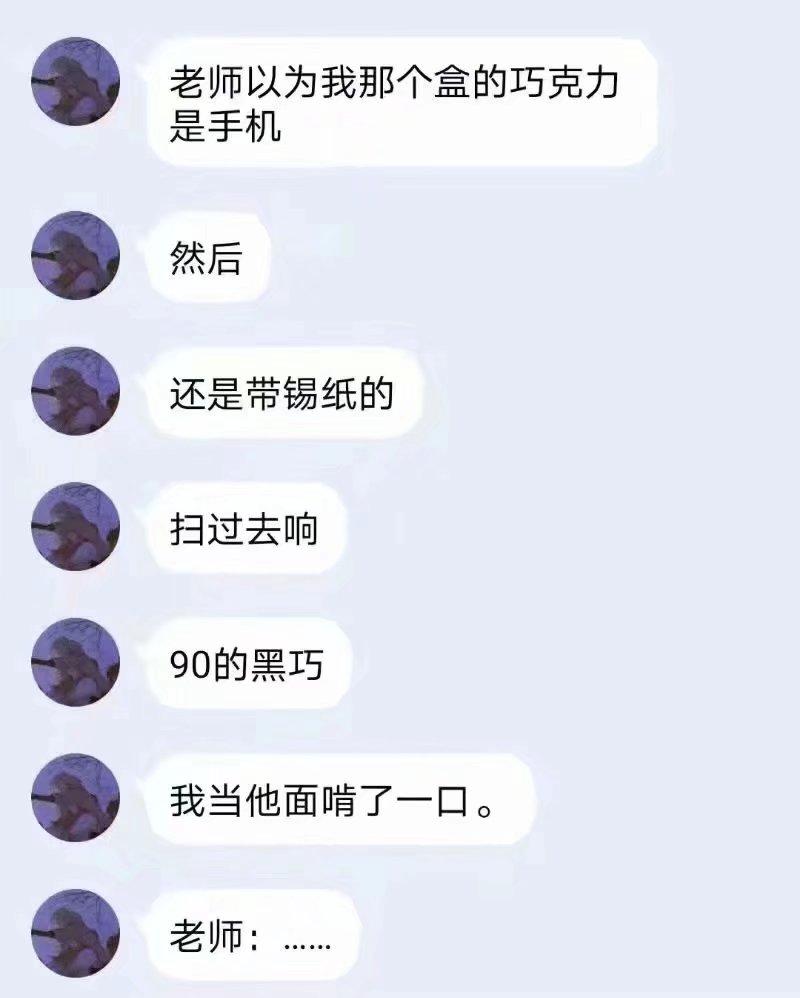 老师以为我那个盒的巧克力
是手机
然后
还是带锡纸的
扫过去响
90的黑巧
我当他面啃了一口。
老师：……